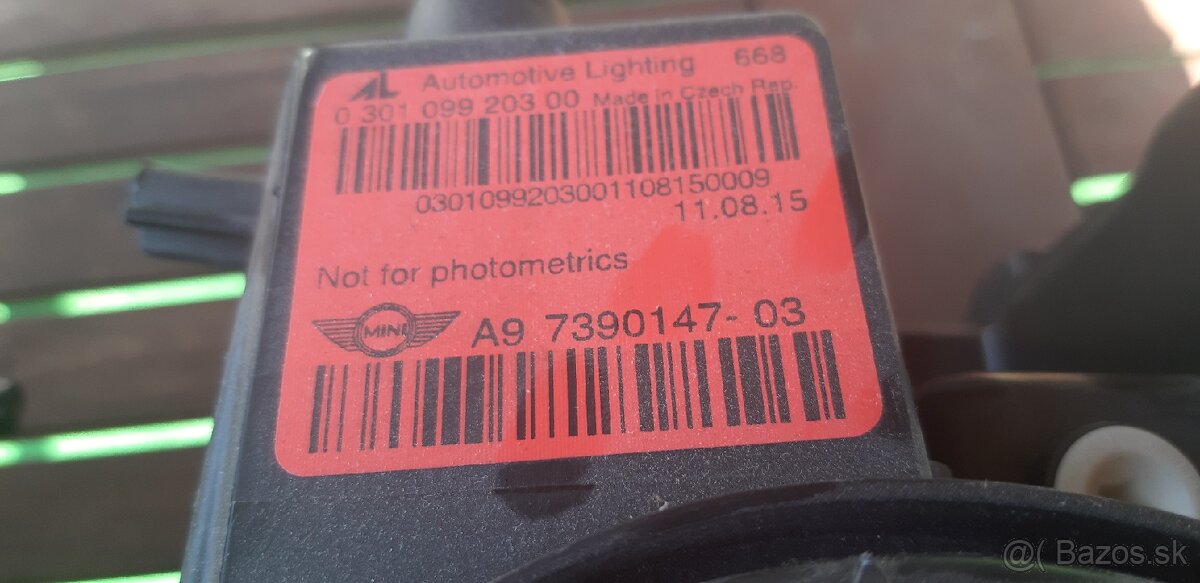 AL Automotive Lighting 668
0 301 099 203 00 Made in Czech Rep.
0301099203001108150009
11.08.15
Not for photometrics
MINI A9 7390147-03
@( Bazos.sk